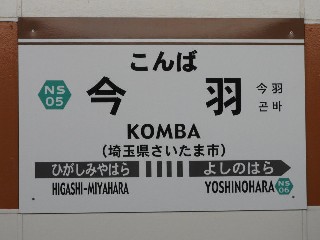 こんば
NS
05
今 羽
今 羽
곤 바
KOMBA
(埼玉県さいたま市)
ひがしみやはら よしのはら
HIGASHI-MIYAHARA YOSHINOHARA
NS
06